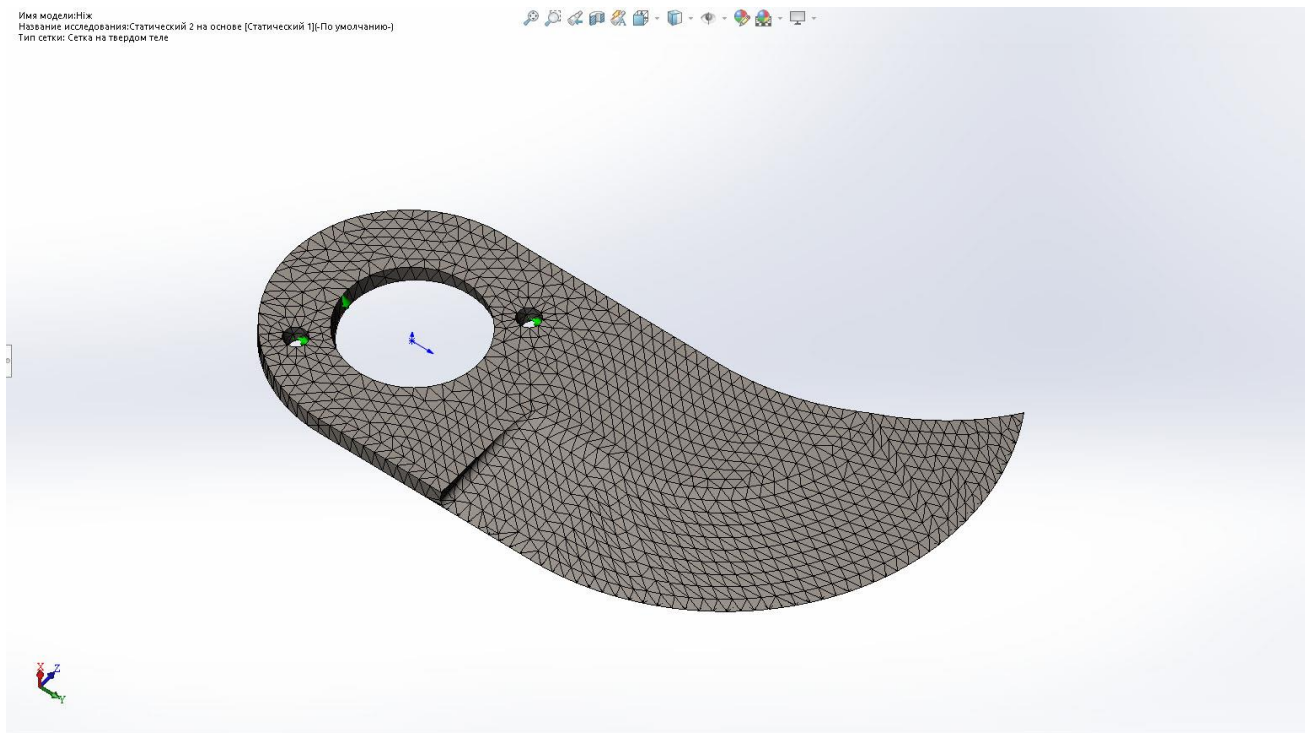 Имя модели:Ніж
Название исследования:Статический 2 на основе [Статический 1](-По умолчанию-)
Тип сетки: Сетка на твердом теле
X
Z
Y